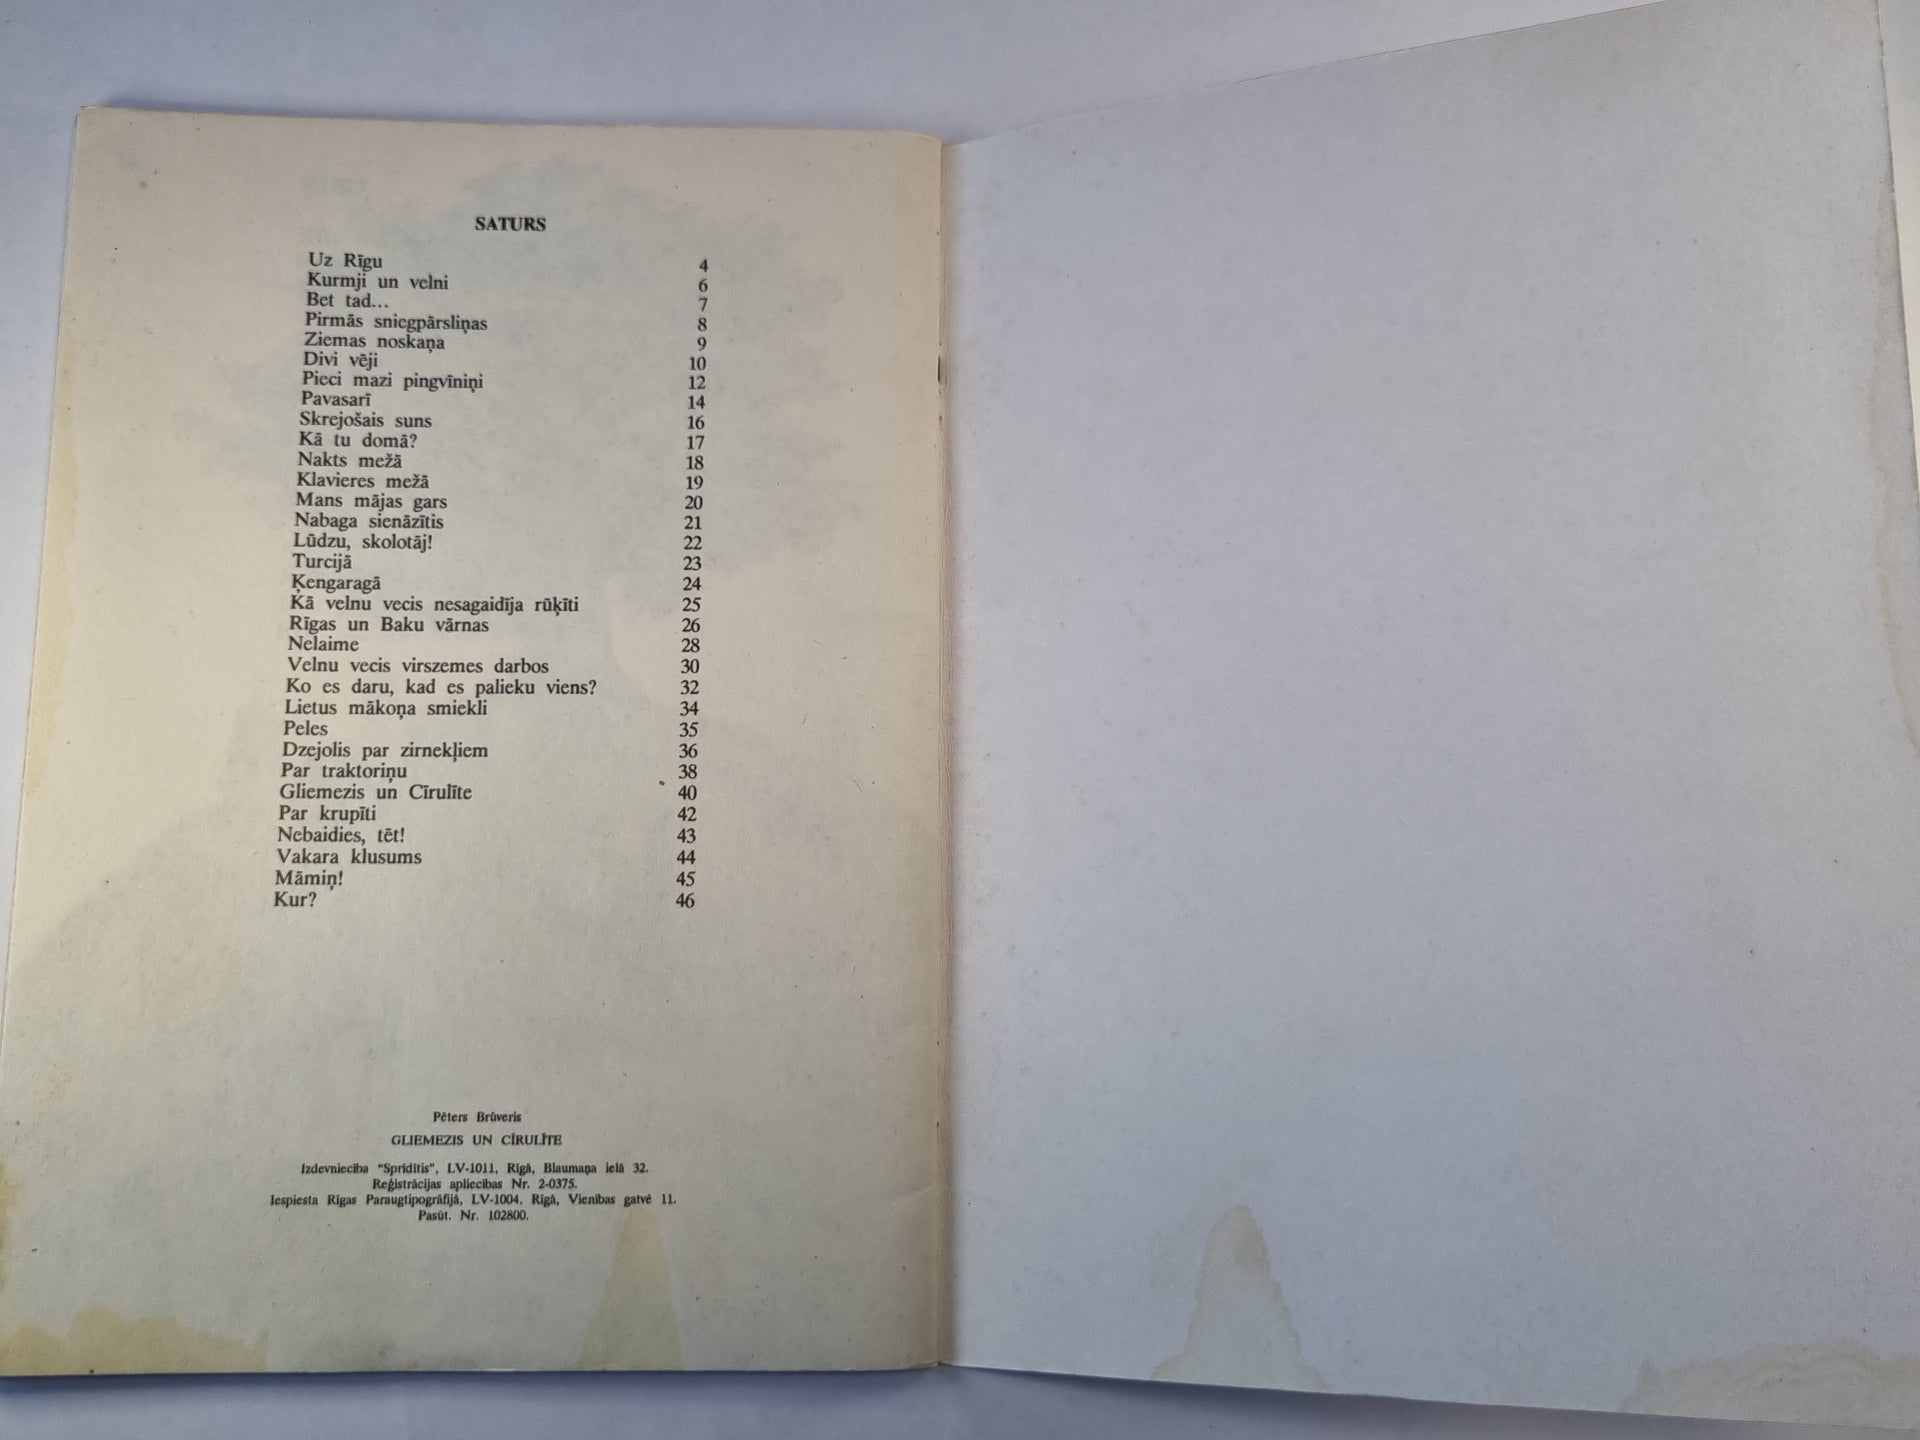 SATURS
Uz Rīgu 4
Kurmji un velni 6
Bet tad... 7
Pirmās sniegpārsliņas 8
Ziemas noskaņa 9
Divi vēji 10
Pieci mazi pingvīniņi 12
Pavasarī 14
Skrejošais suns 16
Kā tu domā? 17
Nakts mežā 18
Klavieres mežā 19
Mans mājas gars 20
Nabaga sienāzītis 21
Lūdzu, skolotāj! 22
Turcijā 23
Ķengaragā 24
Kā velnu vecis nesagaidīja rūķīti 25
Rīgas un Baku vārnas 26
Nelaime 28
Velnu vecis virszemes darbos 30
Ko es daru, kad es palieku viens? 32
Lietus mākoņa smiekli 34
Peles 35
Dzejolis par zirnekļiem 36
Par traktoriņu 38
Gliemezis un Cīrulīte 40
Par krupīti 42
Nebaidies, tēt! 43
Vakara klusums 44
Māmiņ! 45
Kur? 46
Pēters Brūveris
GLIEMEZIS UN CĪRULĪTE
Izdevniecība "Sprīdītis", LV-1011, Rīgā, Blaumaņa ielā 32.
Reģistrācijas apliecības Nr. 2-0375.
Iespiesta Rīgas Paraugtipogrāfijā, LV-1004, Rīgā, Vienības gatvē 11.
Pasūt. Nr. 102800.